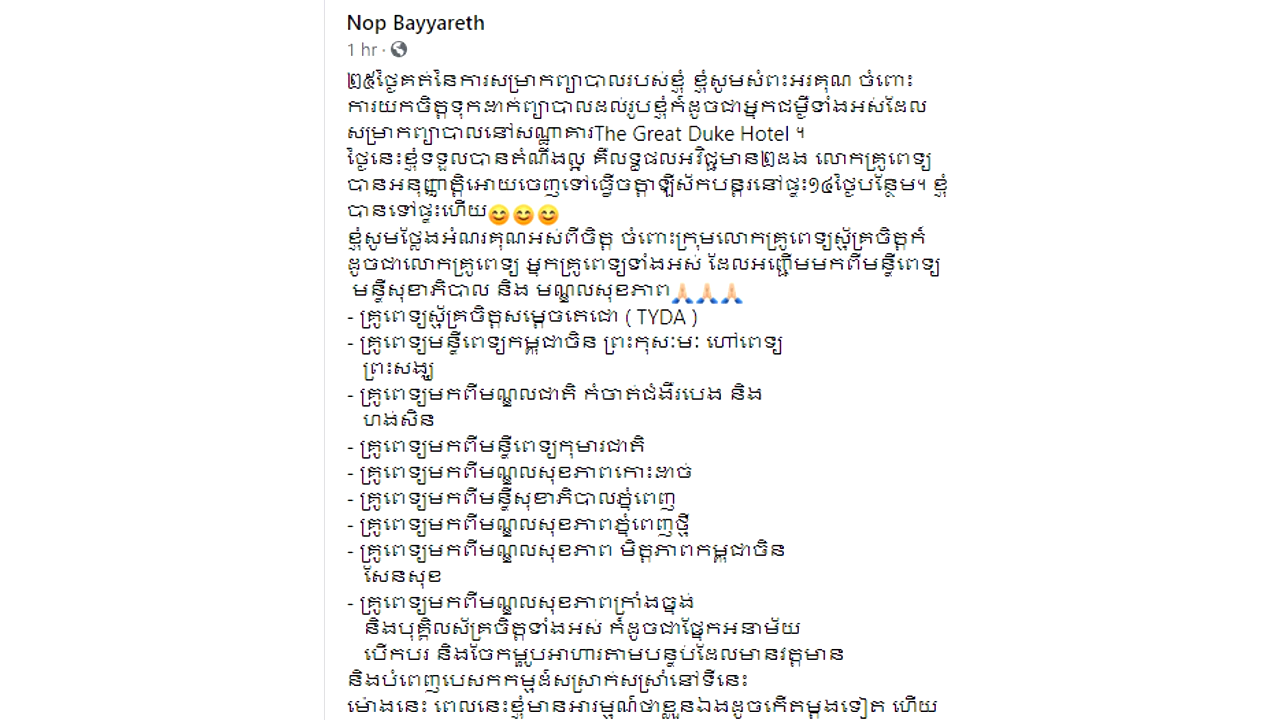 Nop Bayyareth
1 hr ·
២៥ថ្ងៃគត់នៃការសម្រាកព្យាបាលរបស់ខ្ញុំ ខ្ញុំសូមសំពះអរគុណ ចំពោះ
ការយកចិត្តទុកដាក់ព្យាបាលដល់រូបខ្ញុំក៏ដូចជាអ្នកជម្ងឺទាំងអស់ដែល
សម្រាកព្យាបាលនៅសណ្ឋាគារThe Great Duke Hotel ។
ថ្ងៃនេះខ្ញុំទទួលបានតំណឹងល្អ គឺលទ្ធផលអវិជ្ជមាន២ដង លោកគ្រូពេទ្យ
បានអនុញ្ញាត្តិអោយចេញទៅធ្វើចត្តាឡីស័កបន្តរនៅផ្ទះ១៤ថ្ងៃបន្ថែម។ ខ្ញុំ
បានទៅផ្ទះហើយ😊😊😊
ខ្ញុំសូមថ្លែងអំណរគុណអស់ពីចិត្ត ចំពោះក្រុមលោកគ្រូពេទ្យស្ម័គ្រចិត្តក៏
ដូចជាលោកគ្រូពេទ្យ អ្នកគ្រូពេទ្យទាំងអស់ ដែលអញ្ជើមមកពីមន្ទីពេទ្យ
មន្ទីសុខាភិបាល និង មណ្ឌលសុខភាព🙏🏻🙏🏻🙏🏻
- គ្រូពេទ្យស្ម័គ្រចិត្តសម្តេចតេជោ ( TYDA )
- គ្រូពេទ្យមន្ទីពេទ្យកម្ពុជាចិន ព្រះកុសៈមៈ ហៅពេទ្យ
ព្រះសង្ឃ
- គ្រូពេទ្យមកពីមណ្ឌលជាតិ កំចាត់ជំងឺរបេង និង
ហង់សិន
- គ្រូពេទ្យមកពីមន្ទីពេទ្យកុមារជាតិ
- គ្រូពេទ្យមកពីមណ្ឌលសុខភាពកោះដាច់
- គ្រូពេទ្យមកពីមន្ទីសុខាភិបាលភ្នំពេញ
- គ្រូពេទ្យមកពីមណ្ឌលសុខភាពភ្នំពេញថ្មី
- គ្រូពេទ្យមកពីមណ្ឌលសុខភាព មិត្តភាពកម្ពុជាចិន
សែនសុខ
- គ្រូពេទ្យមកពីមណ្ឌលសុខភាពក្រាំងធ្នង់
និងបុគ្គិលស័គ្រចិត្តទាំងអស់ ក៏ដូចជាផ្នែកអនាម័យ
បើកបរ និងចែកម្ហូបអាហារតាមបន្ទប់ដែលមានវត្តមាន
និងបំពេញបេសកកម្មដ៏សស្រាក់សស្រាំនៅទីនេះ
ម៉ោងនេះ ពេលនេះខ្ញុំមានអារម្មណ៍ថាខ្លួនឯងដូចកើតម្តងទៀត ហើយ